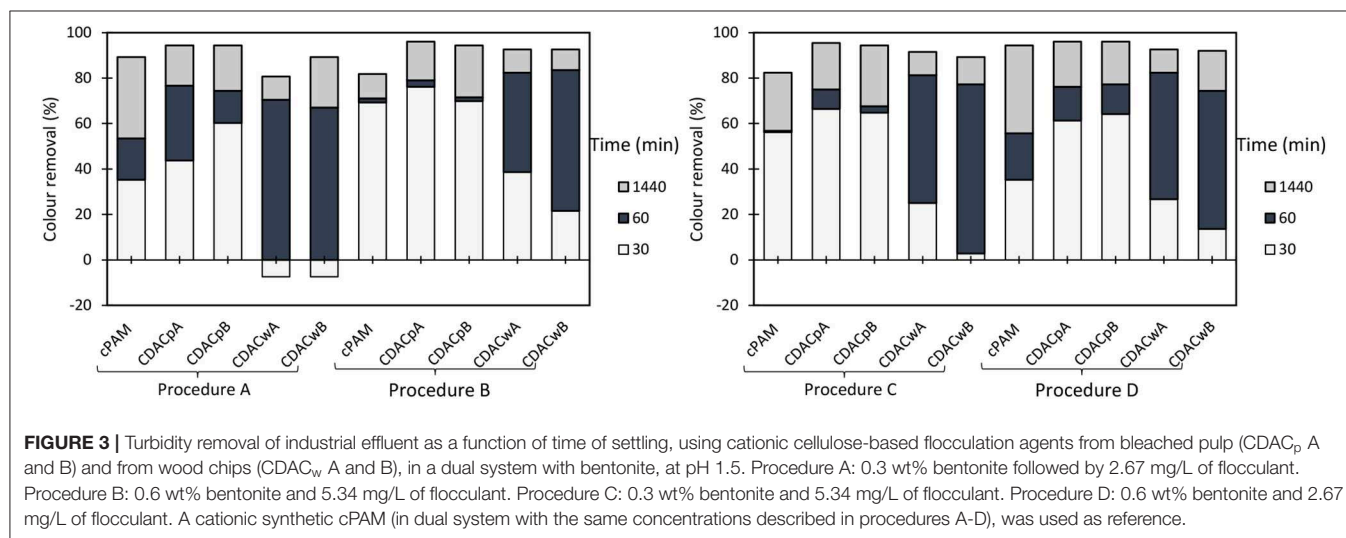 100
80
60
40
20
0
-20
Colour removal (%)
cPAM
CDACpA
CDACpB
CDACwA
CDACwB
cPAM
CDACpA
CDACpB
CDACwA
CDACwB
Procedure A
Procedure B
Time (min)
1440
60
30
100
80
60
40
20
0
-20
Colour removal (%)
cPAM
CDACpA
CDACpB
CDACwA
CDACwB
cPAM
CDACpA
CDACpB
CDACwA
CDACwB
Procedure C
Procedure D
Time (min)
1440
60
30
FIGURE 3 | Turbidity removal of industrial effluent as a function of time of settling, using cationic cellulose-based flocculation agents from bleached pulp (CDACp A
and B) and from wood chips (CDACw A and B), in a dual system with bentonite, at pH 1.5. Procedure A: 0.3 wt% bentonite followed by 2.67 mg/L of flocculant.
Procedure B: 0.6 wt% bentonite and 5.34 mg/L of flocculant. Procedure C: 0.3 wt% bentonite and 5.34 mg/L of flocculant. Procedure D: 0.6 wt% bentonite and 2.67
mg/L of flocculant. A cationic synthetic cPAM (in dual system with the same concentrations described in procedures A-D), was used as reference.